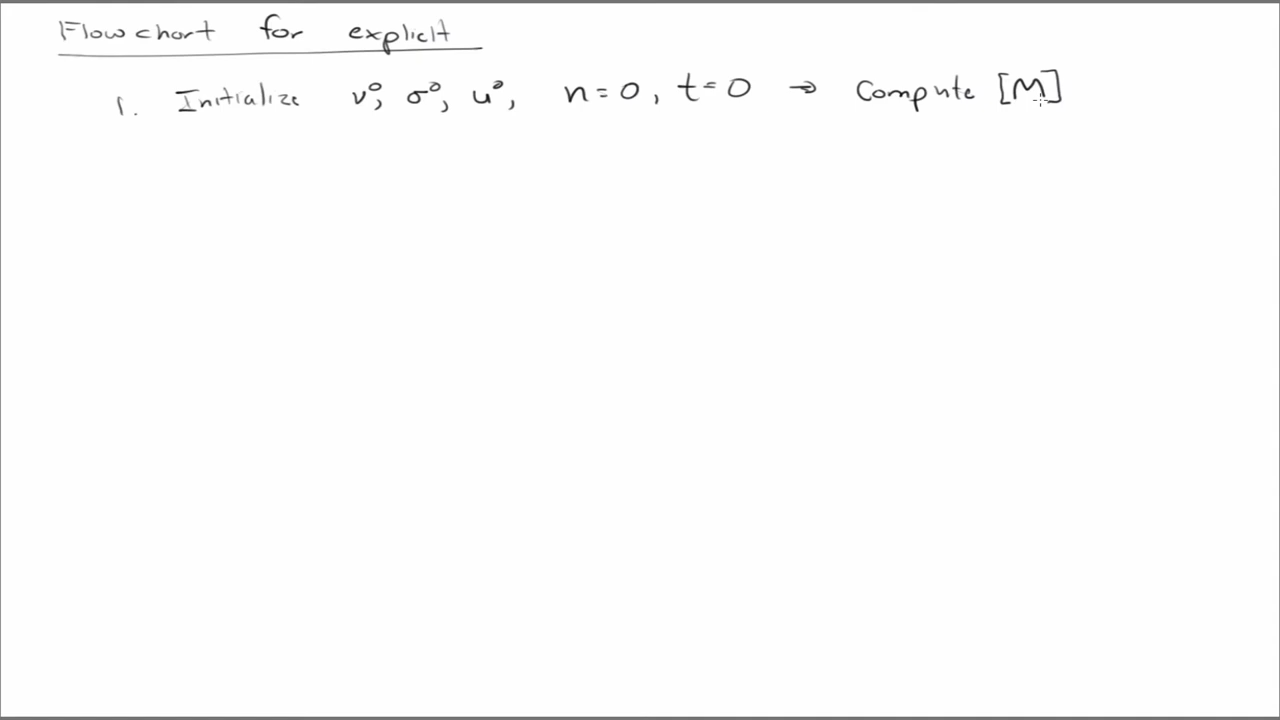 Flowchart for explicit
1. Initialize v⁰, σ⁰, u⁰, n=0, t=0 → Compute [M]